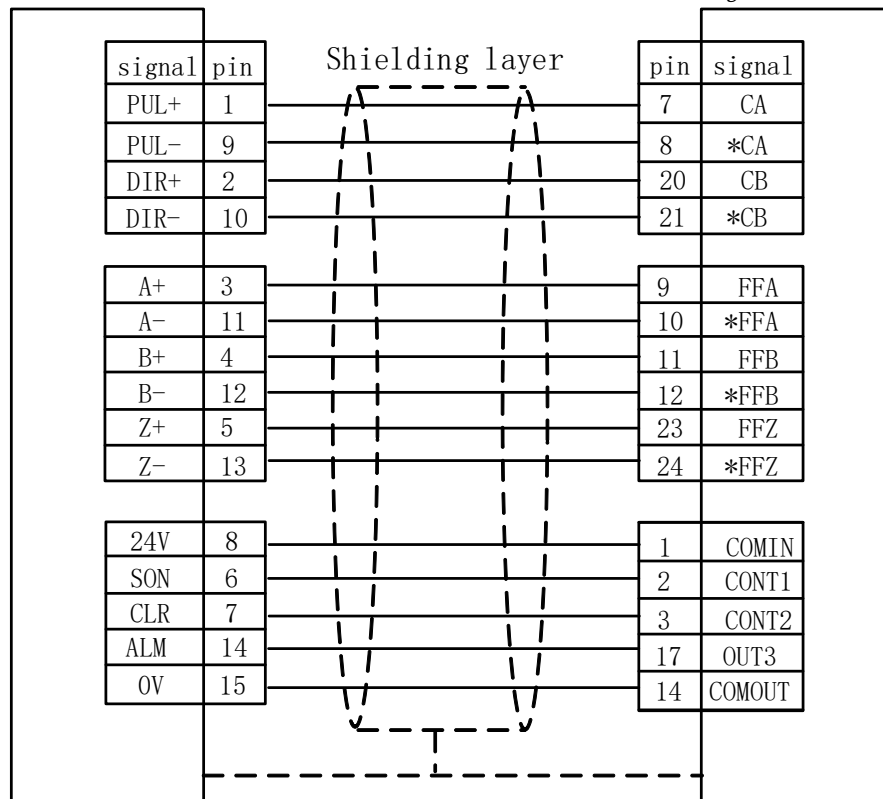 Shielding layer
signal pin pin signal
PUL+ 1 7 CA
PUL- 9 8 *CA
DIR+ 2 20 CB
DIR- 10 21 *CB
A+ 3 9 FFA
A- 11 10 *FFA
B+ 4 11 FFB
B- 12 12 *FFB
Z+ 5 23 FFZ
Z- 13 24 *FFZ
24V 8 1 COMIN
SON 6 2 CONT1
CLR 7 3 CONT2
ALM 14 17 OUT3
0V 15 14 COMOUT